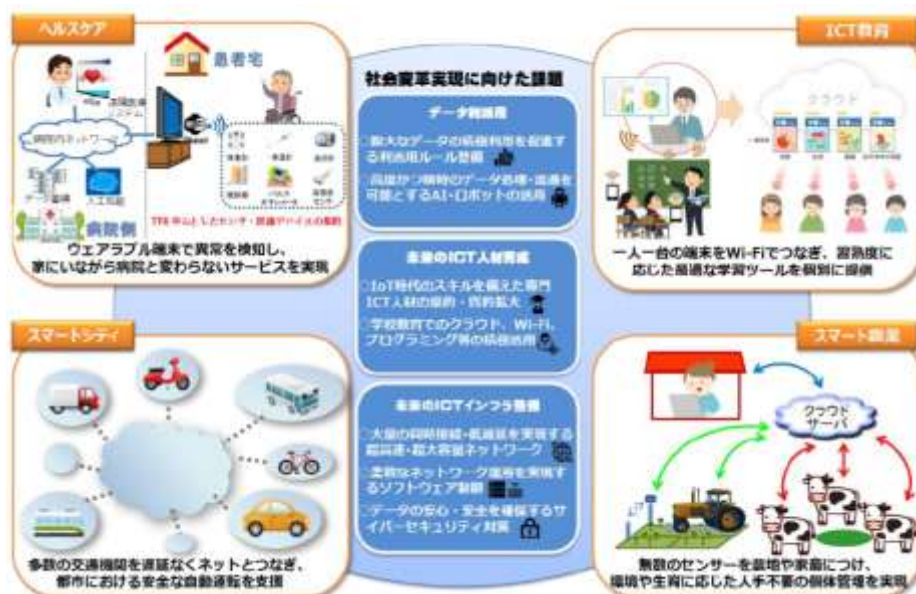 ヘルスケア
患者宅
システム
病院内ネットワーク
人工知能
病院側
ウェアラブル端末で異常を検知し、
家にいながら病院と変わらないサービスを実現
社会変革実現に向けた課題
データ利活用
膨大なデータの積極利用を促進す
る利活用ルール整備
高度かつ瞬時のデータ処理・流通を
可能とするAI・ロボットの活用
未来のICT人材育成
IoT時代のスキルを備えた専門
ICT人材の量的・質的拡大
学校教育でのクラウド、Wi-Fi、
プログラミング等の積極活用
未来のICTインフラ整備
大量の同時接続・低遅延を実現する
超高速・超大容量ネットワーク
柔軟なネットワーク運用を実現す
るソフトウェア制御
データの安心・安全を確保するサ
イバーセキュリティ対策
ICT教育
クラウド
一人一台の端末をWi-Fiでつなぎ、習熟度に
応じた最適な学習ツールを個別に提供
スマートシティ
多数の交通機関を遅延なくネットとつなぎ、
都市における安全な自動運転を支援
スマート農業
クラウド
サーバ
無数のセンサーを農地や家畜につけ、
環境や生育に応じた人手不要の個体管理を実現